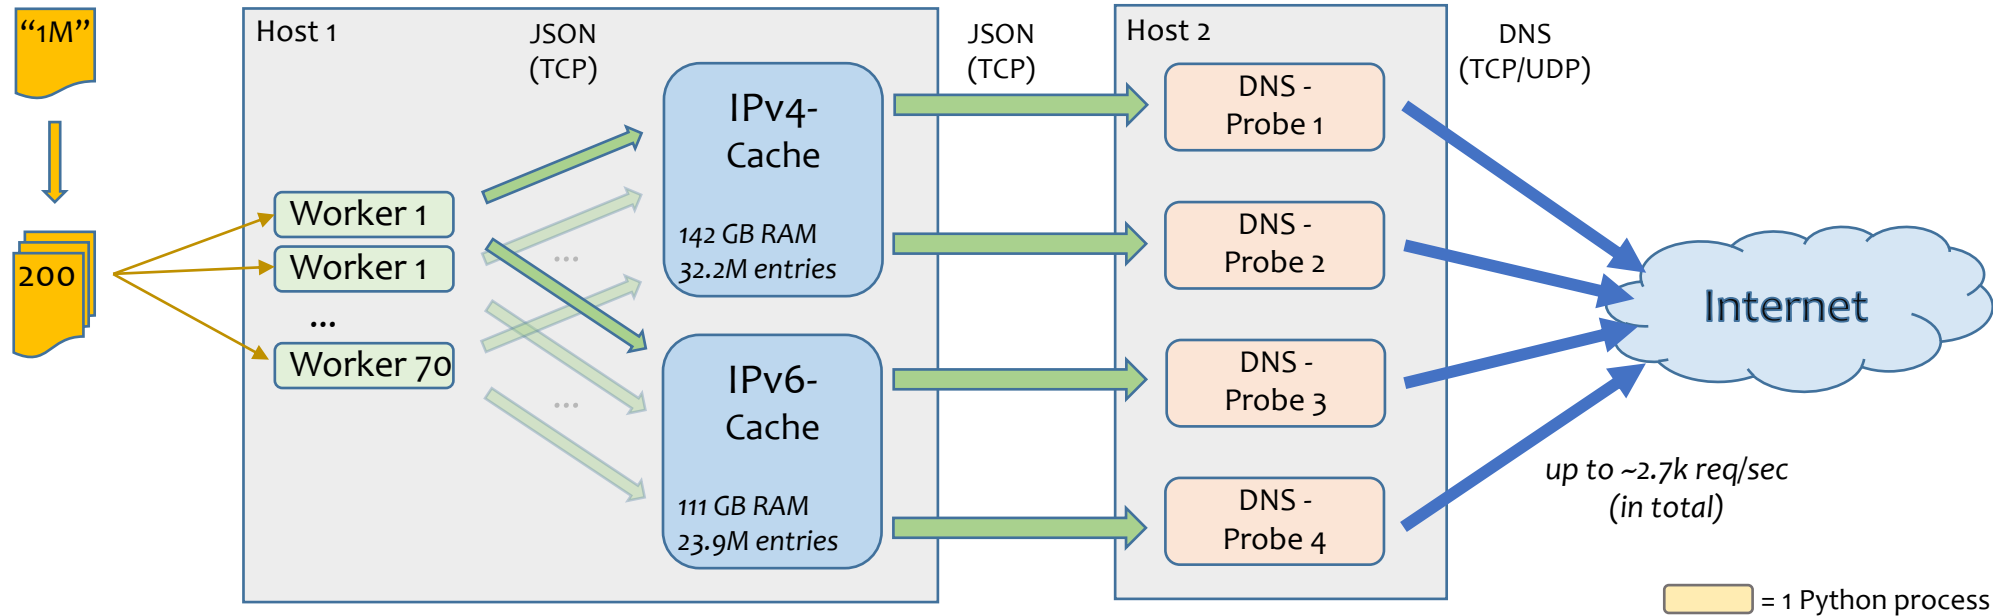 “1M”
200
Host 1
JSON
(TCP)
Worker 1
Worker 1
...
Worker 70
...
...
IPv4-
Cache
142 GB RAM
32.2M entries
IPv6-
Cache
111 GB RAM
23.9M entries
JSON
(TCP)
Host 2
DNS -
Probe 1
DNS -
Probe 2
DNS -
Probe 3
DNS -
Probe 4
DNS
(TCP/UDP)
Internet
up to ~2.7k req/sec
(in total)
= 1 Python process